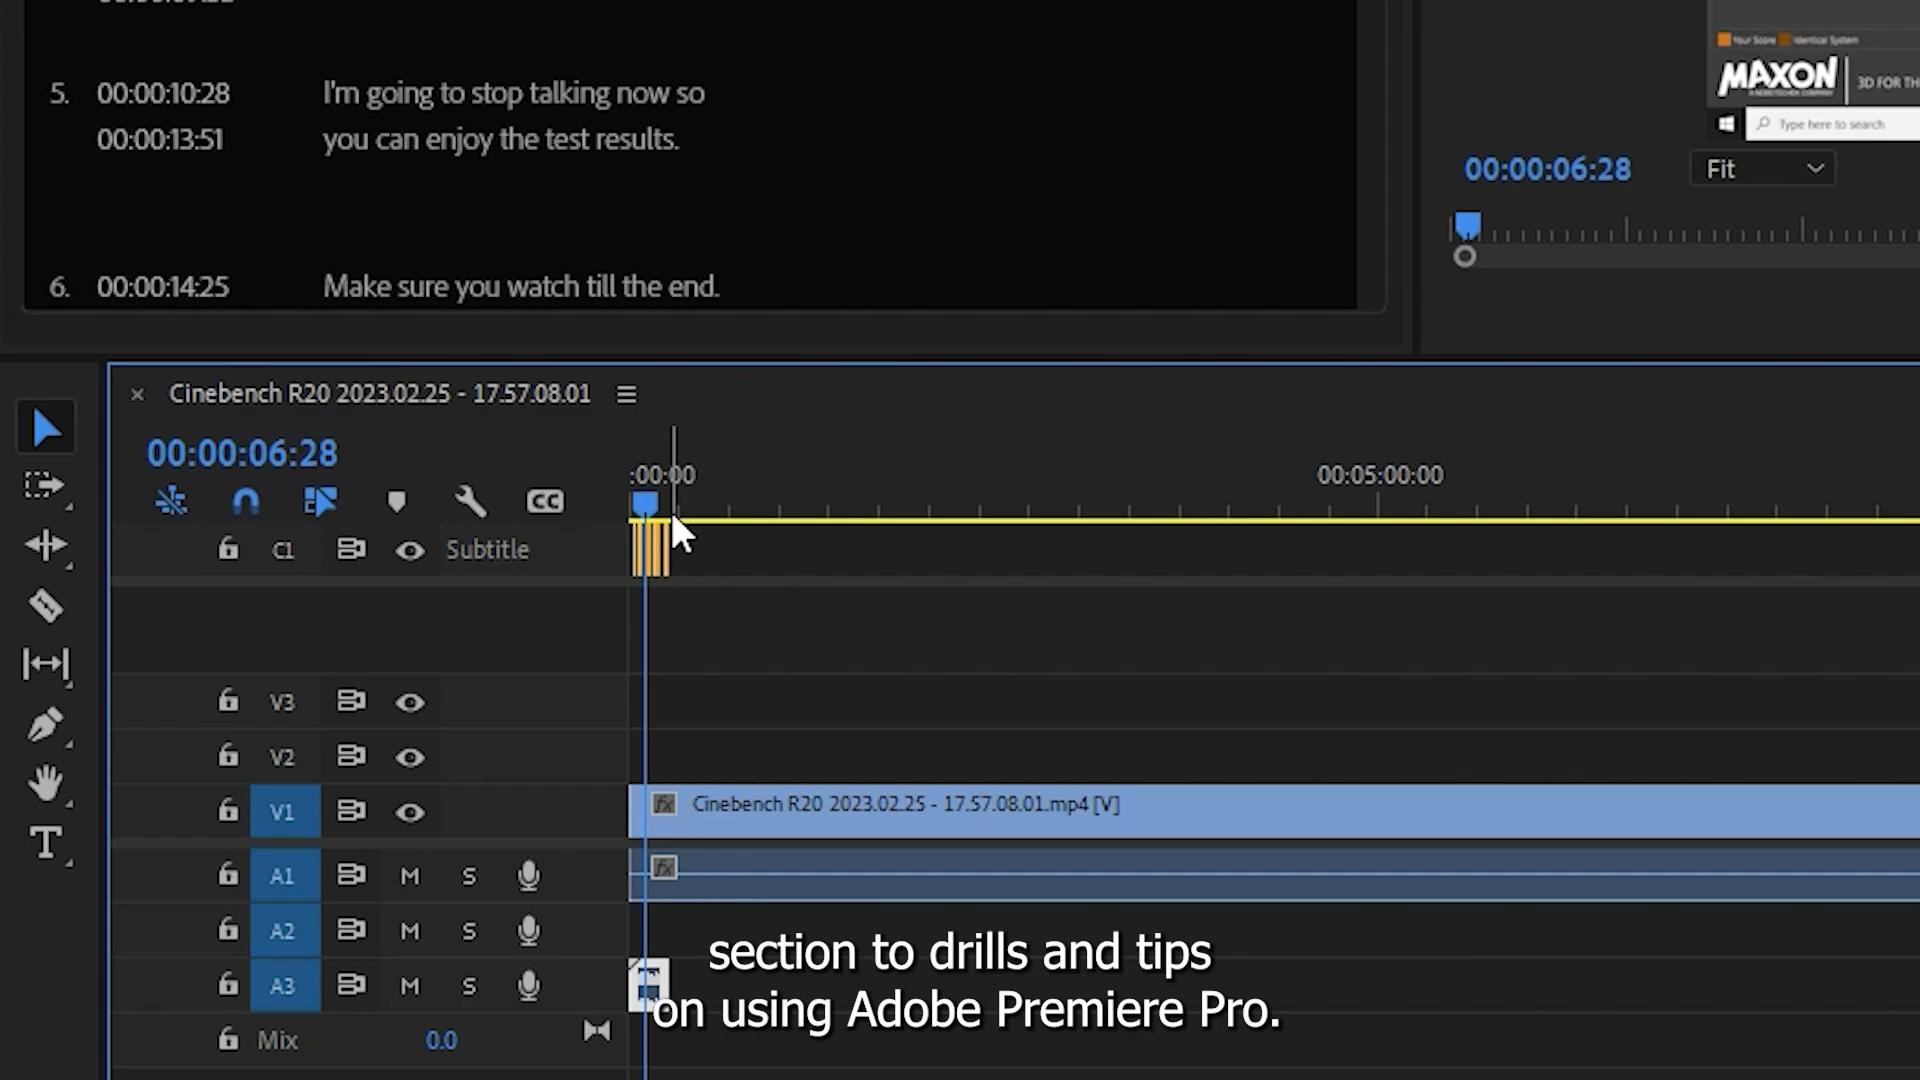 Your Score Identical System
MAXON 3D FOR TH
Type here to search
5. 00:00:10:28 I'm going to stop talking now so
00:00:13:51 you can enjoy the test results.
00:00:06:28 Fit
6. 00:00:14:25 Make sure you watch till the end.
Cinebench R20 2023.02.25 - 17.57.08.01
00:00:06:28
:00:00 00:05:00:00
CC
C1 Subtitle
V3
V2
V1 fx Cinebench R20 2023.02.25 - 17.57.08.01.mp4 [V]
A1 M S fx
A2 M S
A3 M S
Mix 0.0
section to drills and tips
on using Adobe Premiere Pro.